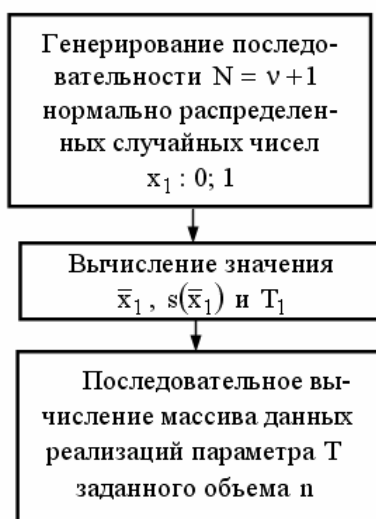 Генерирование последо-
вательности N = ν + 1
нормально распределен-
ных случайных чисел
x₁ : 0; 1
Вычисление значения
x̅₁ , s(x̅₁) и T₁
Последовательное вы-
числение массива данных
реализаций параметра T
заданного объема n